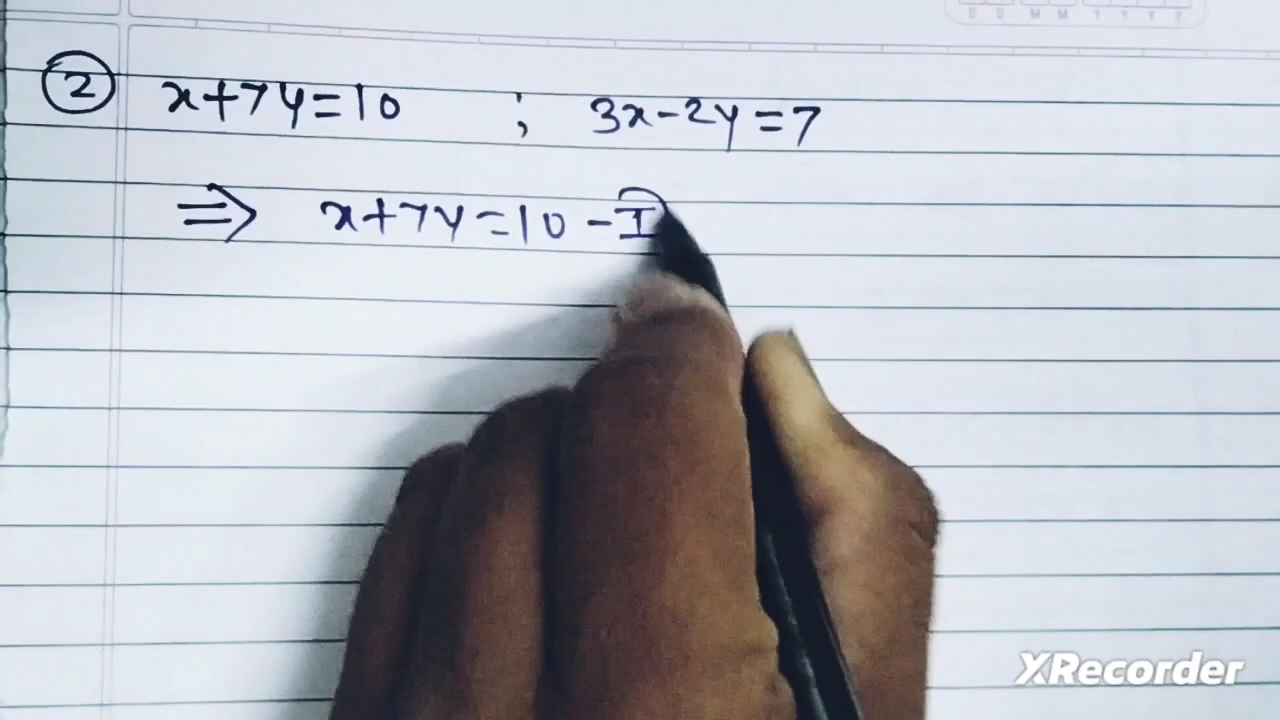 D D M M Y Y Y Y
② x+7y=10 ; 3x-2y=7
⇒ x+7y=10 - I
XRecorder